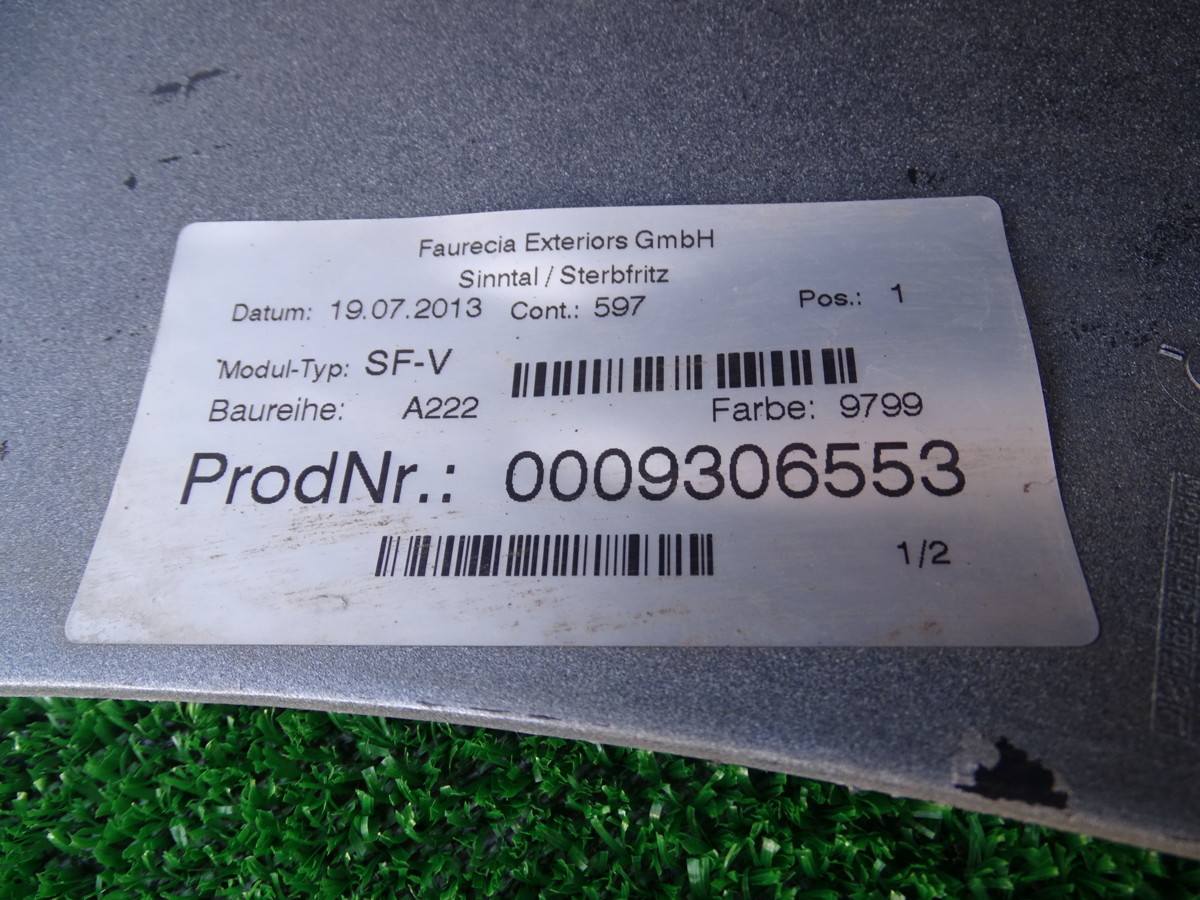 Faurecia Exteriors GmbH
Sinntal / Sterbfritz
Datum: 19.07.2013 Cont.: 597 Pos.: 1
Modul-Typ: SF-V
Baureihe: A222 Farbe: 9799
ProdNr.: 0009306553
1/2